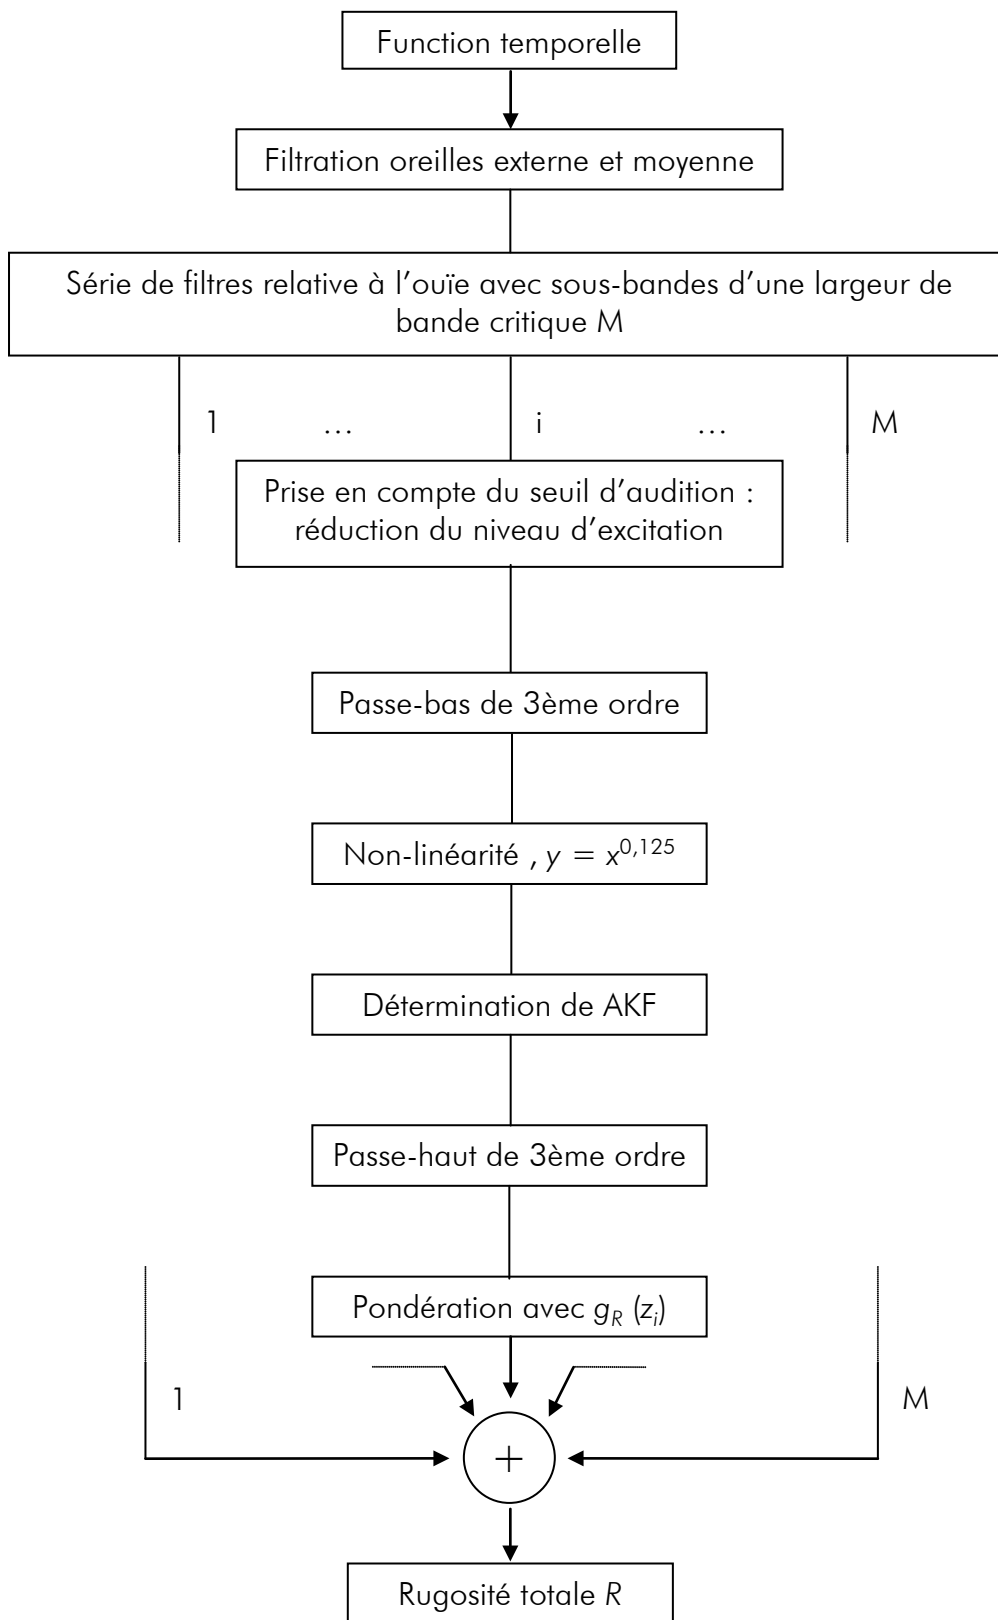 Function temporelle
Filtration oreilles externe et moyenne
Série de filtres relative à l'ouïe avec sous-bandes d'une largeur de
bande critique M
1 ... i ... M
Prise en compte du seuil d'audition :
réduction du niveau d'excitation
Passe-bas de 3ème ordre
Non-linéarité , y = x^0,125
Détermination de AKF
Passe-haut de 3ème ordre
Pondération avec g_R (z_i)
1 M
+
Rugosité totale R